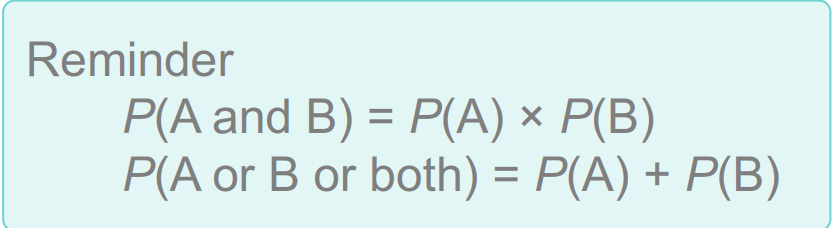 Reminder
P(A and B) = P(A) × P(B)
P(A or B or both) = P(A) + P(B)